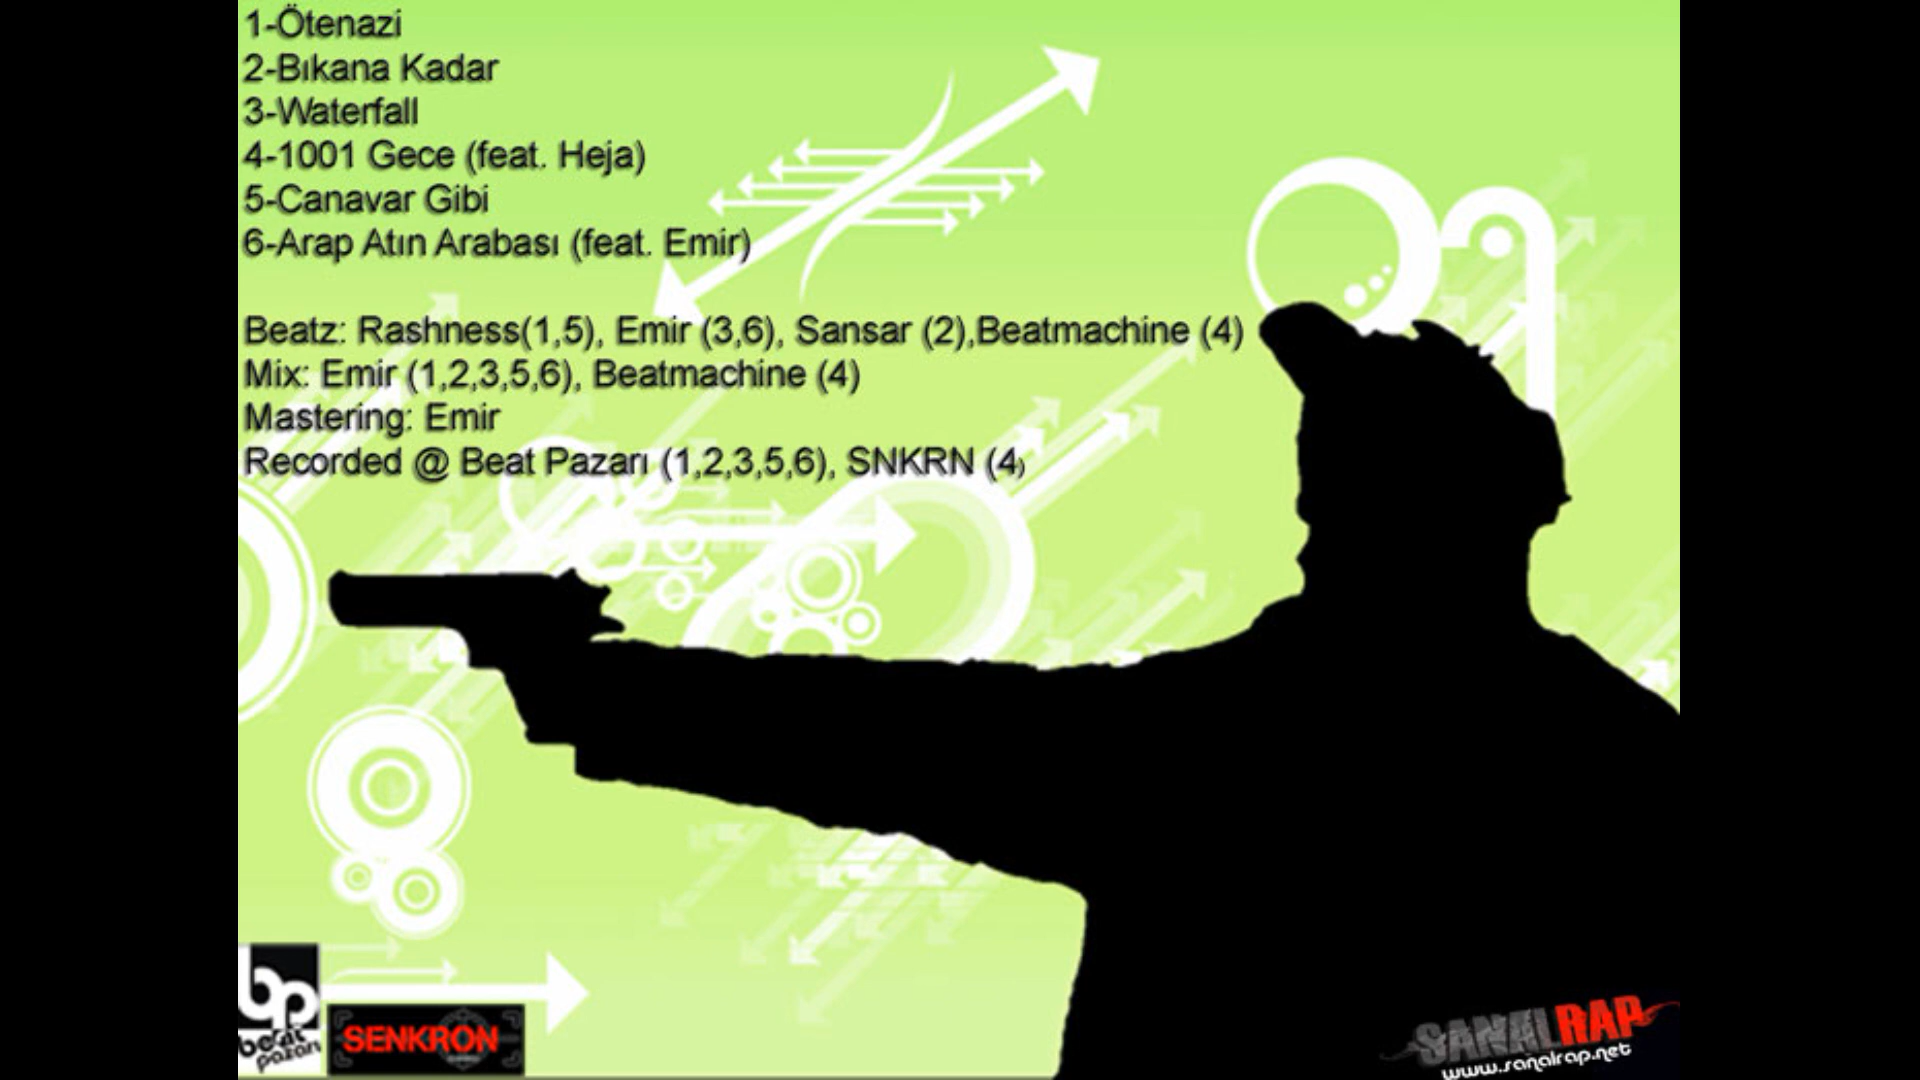 1-Ötenazi
2-Bıkana Kadar
3-Waterfall
4-1001 Gece (feat. Heja)
5-Canavar Gibi
6-Arap Atın Arabası (feat. Emir)
Beatz: Rashness(1,5), Emir (3,6), Sansar (2),Beatmachine (4)
Mix: Emir (1,2,3,5,6), Beatmachine (4)
Mastering: Emir
Recorded @ Beat Pazarı (1,2,3,5,6), SNKRN (4)
bp
beat
pazarı
SENKRON
SANALRAP
www.sanalrap.net